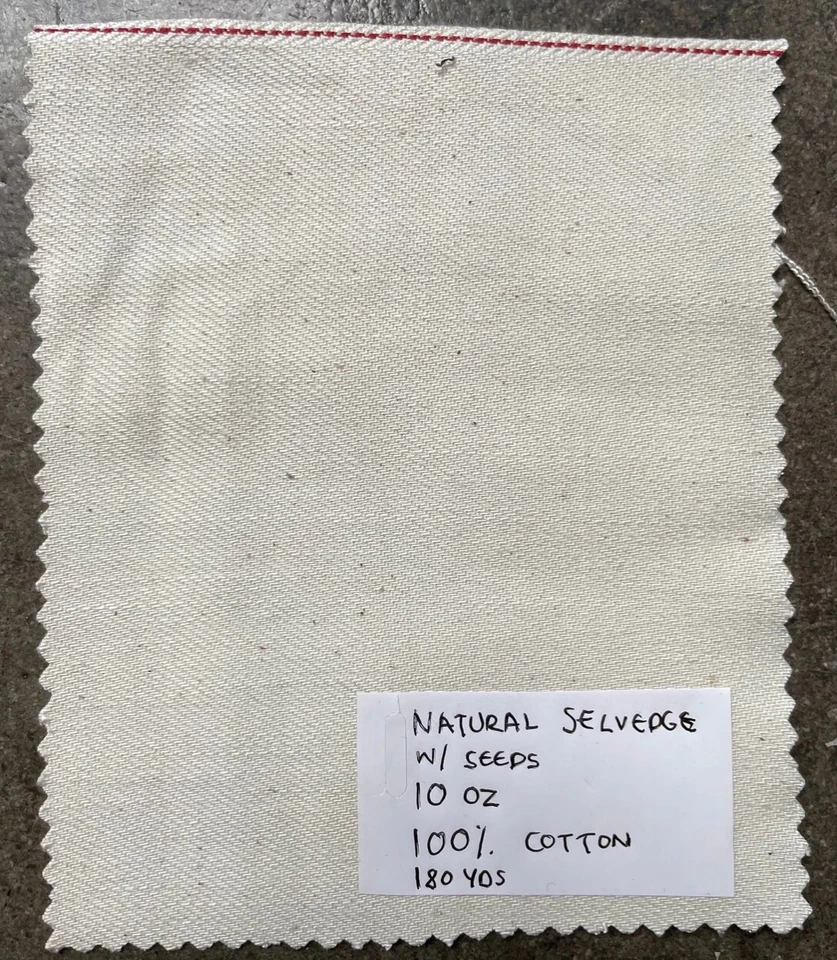 NATURAL SELVEDGE
W/ SEEDS
10 OZ
100% COTTON
180 YDS